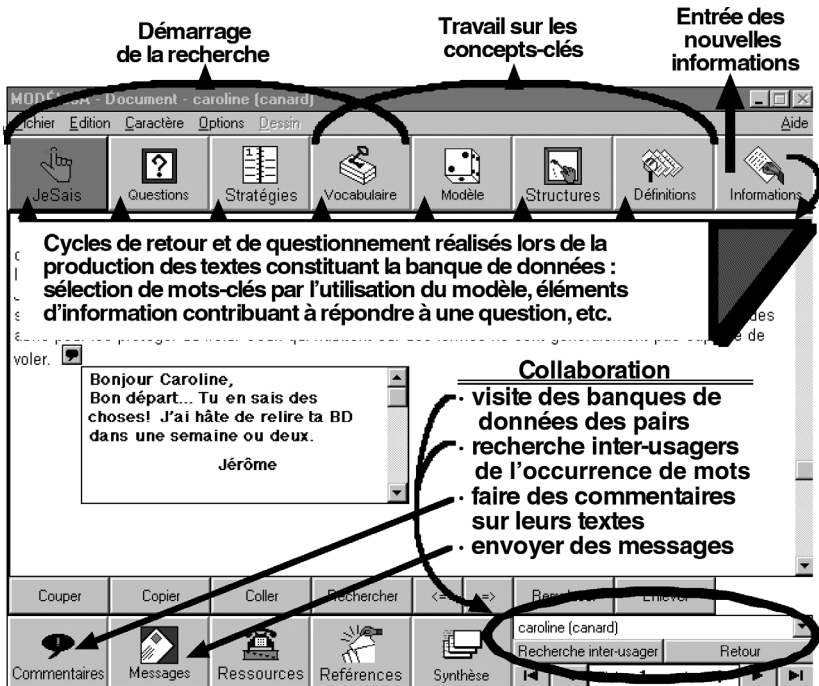 Démarrage
de la recherche
Travail sur les
concepts-clés
Entrée des
nouvelles
informations
Document - caroline (canard)
Edition Caractère Options Dessin Aide
JeSais Questions Stratégies Vocabulaire Modèle Structures Définitions Informations
Cycles de retour et de questionnement réalisés lors de la
production des textes constituant la banque de données :
sélection de mots-clés par l'utilisation du modèle, éléments
d'information contribuant à répondre à une question, etc.
des
de
voler.
Bonjour Caroline,
Bon départ... Tu en sais des
choses! J'ai hâte de relire ta BD
dans une semaine ou deux.
Jérôme
Collaboration
· visite des banques de
données des pairs
· recherche inter-usagers
de l'occurrence de mots
· faire des commentaires
sur leurs textes
· envoyer des messages
Couper Copier Coller Rechercher
caroline (canard)
Recherche inter-usager Retour
Commentaires Messages Ressources Références Synthèse